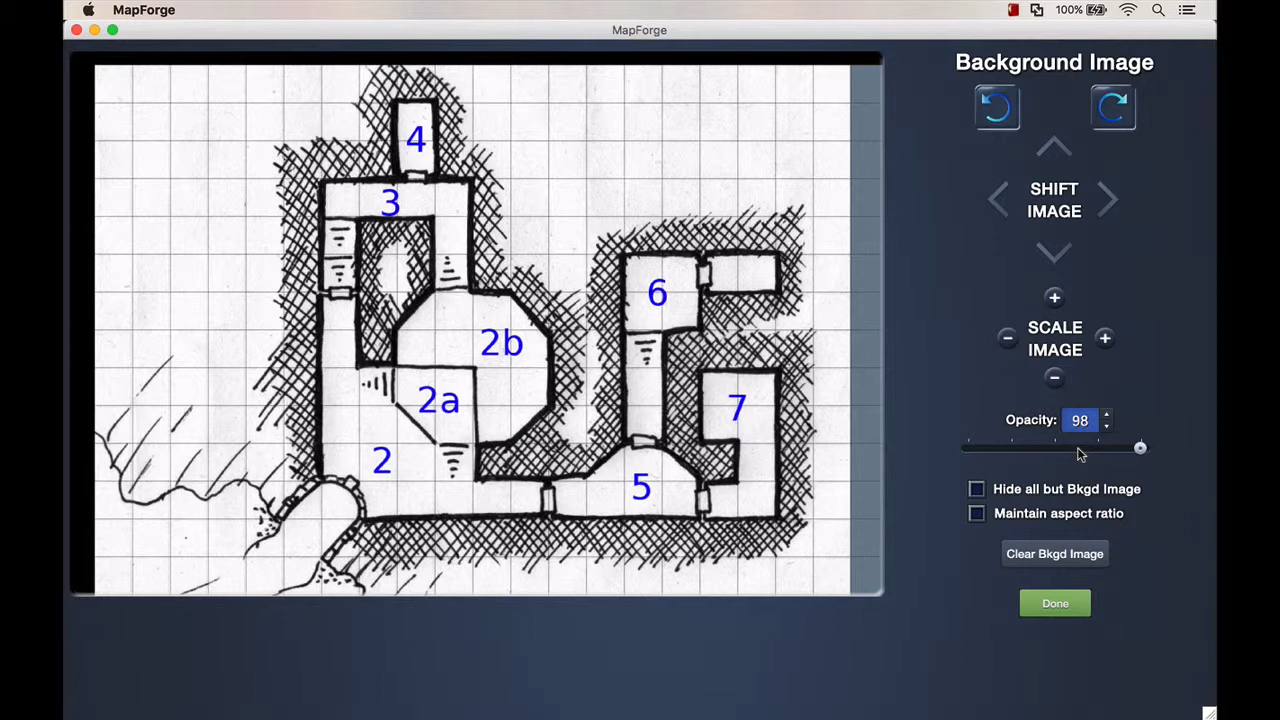 MapForge
100%
MapForge
Background Image
SHIFT
IMAGE
SCALE
IMAGE
Opacity: 98
Hide all but Bkgd Image
Maintain aspect ratio
Clear Bkgd Image
Done
4
3
6
2b
2a
7
2
5